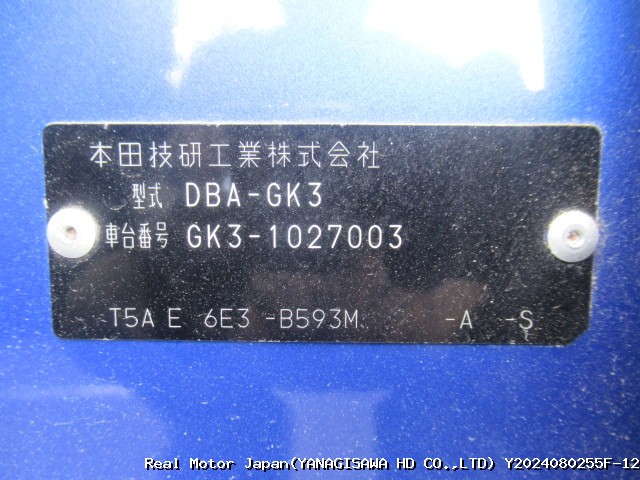 本田技研工業株式会社
型式 DBA-GK3
車台番号 GK3-1027003
T5A E 6E3 -B593M -A -S
Real Motor Japan(YANAGISAWA HD CO.,LTD) Y2024080255F-12